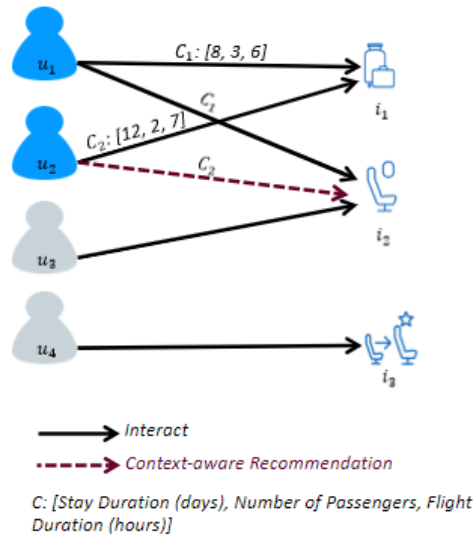 u1
C1: [8, 3, 6]
i1
C1
u2
C2: [12, 2, 7]
C2
i2
u3
u4
i3
Interact
Context-aware Recommendation
C: [Stay Duration (days), Number of Passengers, Flight
Duration (hours)]